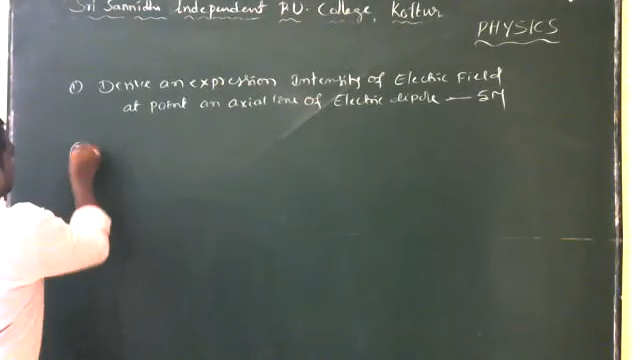 Sri Sannidhi Independent P.U. College, Kottur
PHYSICS
(1) Derive an expression Intensity of Electric Field
at point an axial line of Electric dipole — 5M